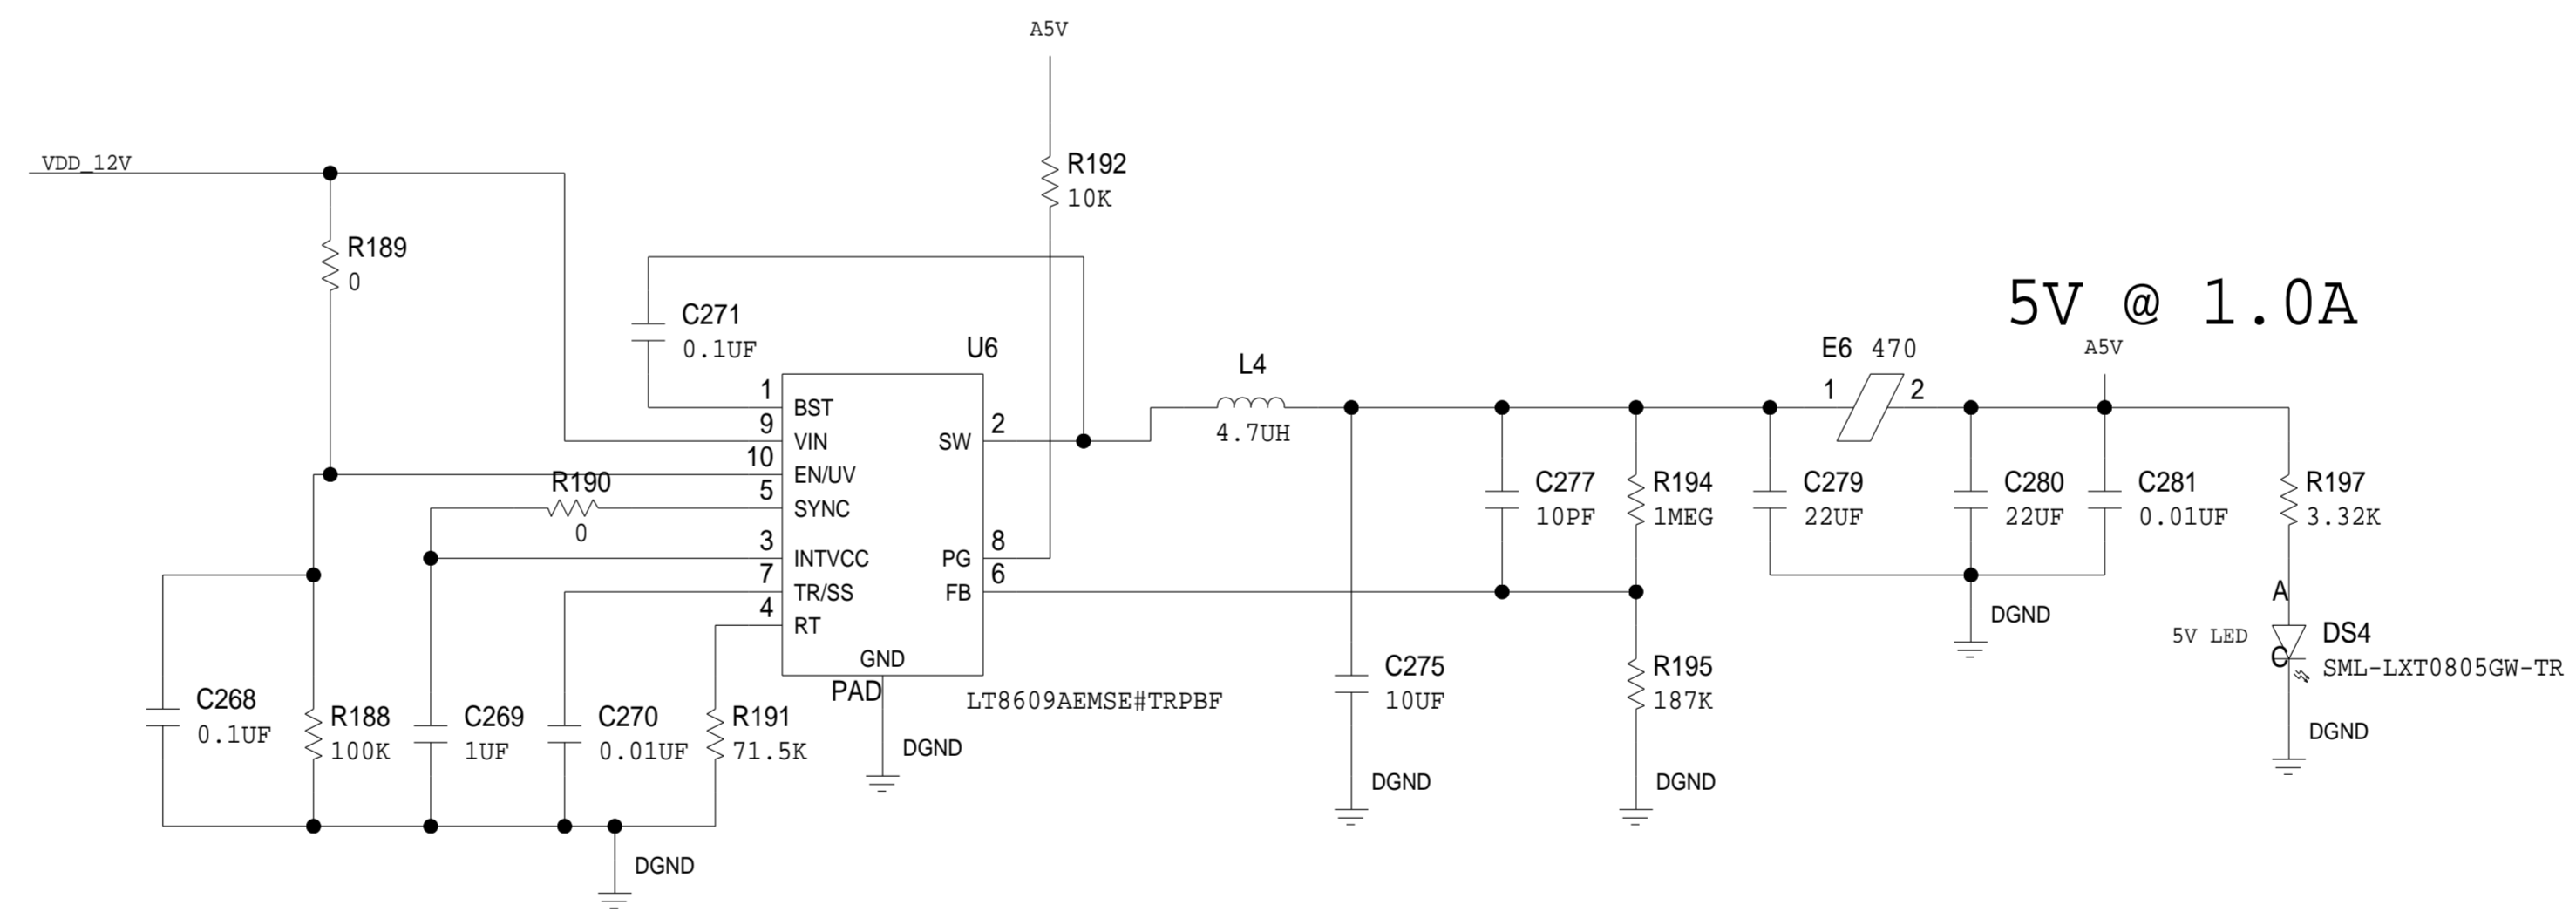 A5V
VDD_12V
R192
10K
R189
0
C271
0.1UF
U6
5V @ 1.0A
A5V
L4
4.7UH
E6 470
1
2
1
BST
9
VIN
10
EN/UV
5
SYNC
3
INTVCC
7
TR/SS
4
RT
2
SW
8
PG
6
FB
GND
PAD
LT8609AEMSE#TRPBF
DGND
R190
0
C277
10PF
R194
1MEG
C279
22UF
C280
22UF
C281
0.01UF
R197
3.32K
DGND
A
5V LED
C
DS4
SML-LXT0805GW-TR
DGND
C268
0.1UF
R188
100K
C269
1UF
C270
0.01UF
R191
71.5K
C275
10UF
R195
187K
DGND
DGND
DGND